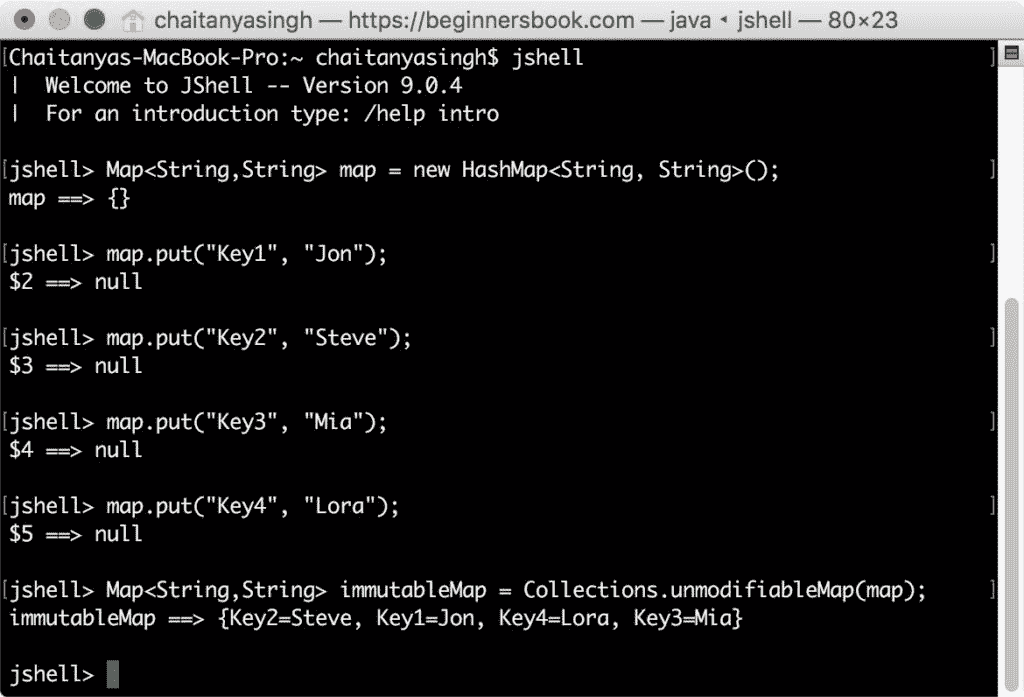 chaitanyasingh — https://beginnersbook.com — java ◂ jshell — 80×23
[Chaitanyas-MacBook-Pro:~ chaitanyasingh$ jshell ]
| Welcome to JShell -- Version 9.0.4
| For an introduction type: /help intro
[jshell> Map<String,String> map = new HashMap<String, String>(); ]
map ==> {}
[jshell> map.put("Key1", "Jon"); ]
$2 ==> null
[jshell> map.put("Key2", "Steve"); ]
$3 ==> null
[jshell> map.put("Key3", "Mia"); ]
$4 ==> null
[jshell> map.put("Key4", "Lora"); ]
$5 ==> null
[jshell> Map<String,String> immutableMap = Collections.unmodifiableMap(map); ]
immutableMap ==> {Key2=Steve, Key1=Jon, Key4=Lora, Key3=Mia}
jshell>